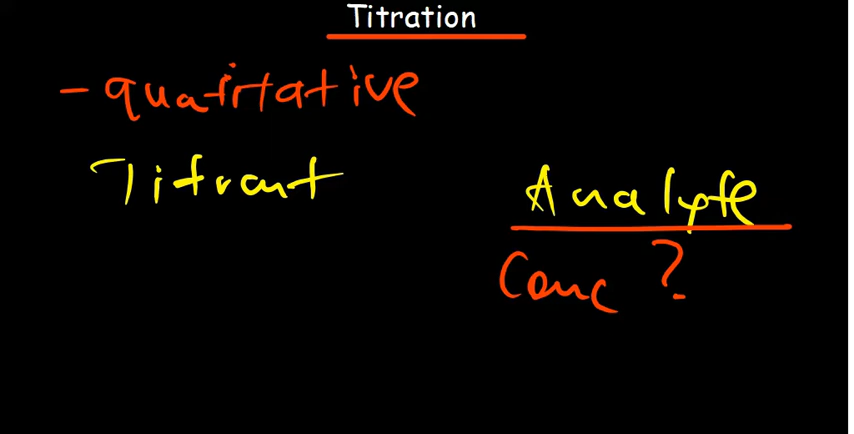 Titration
- quatitative
Titrant
Analyte
Conc ?